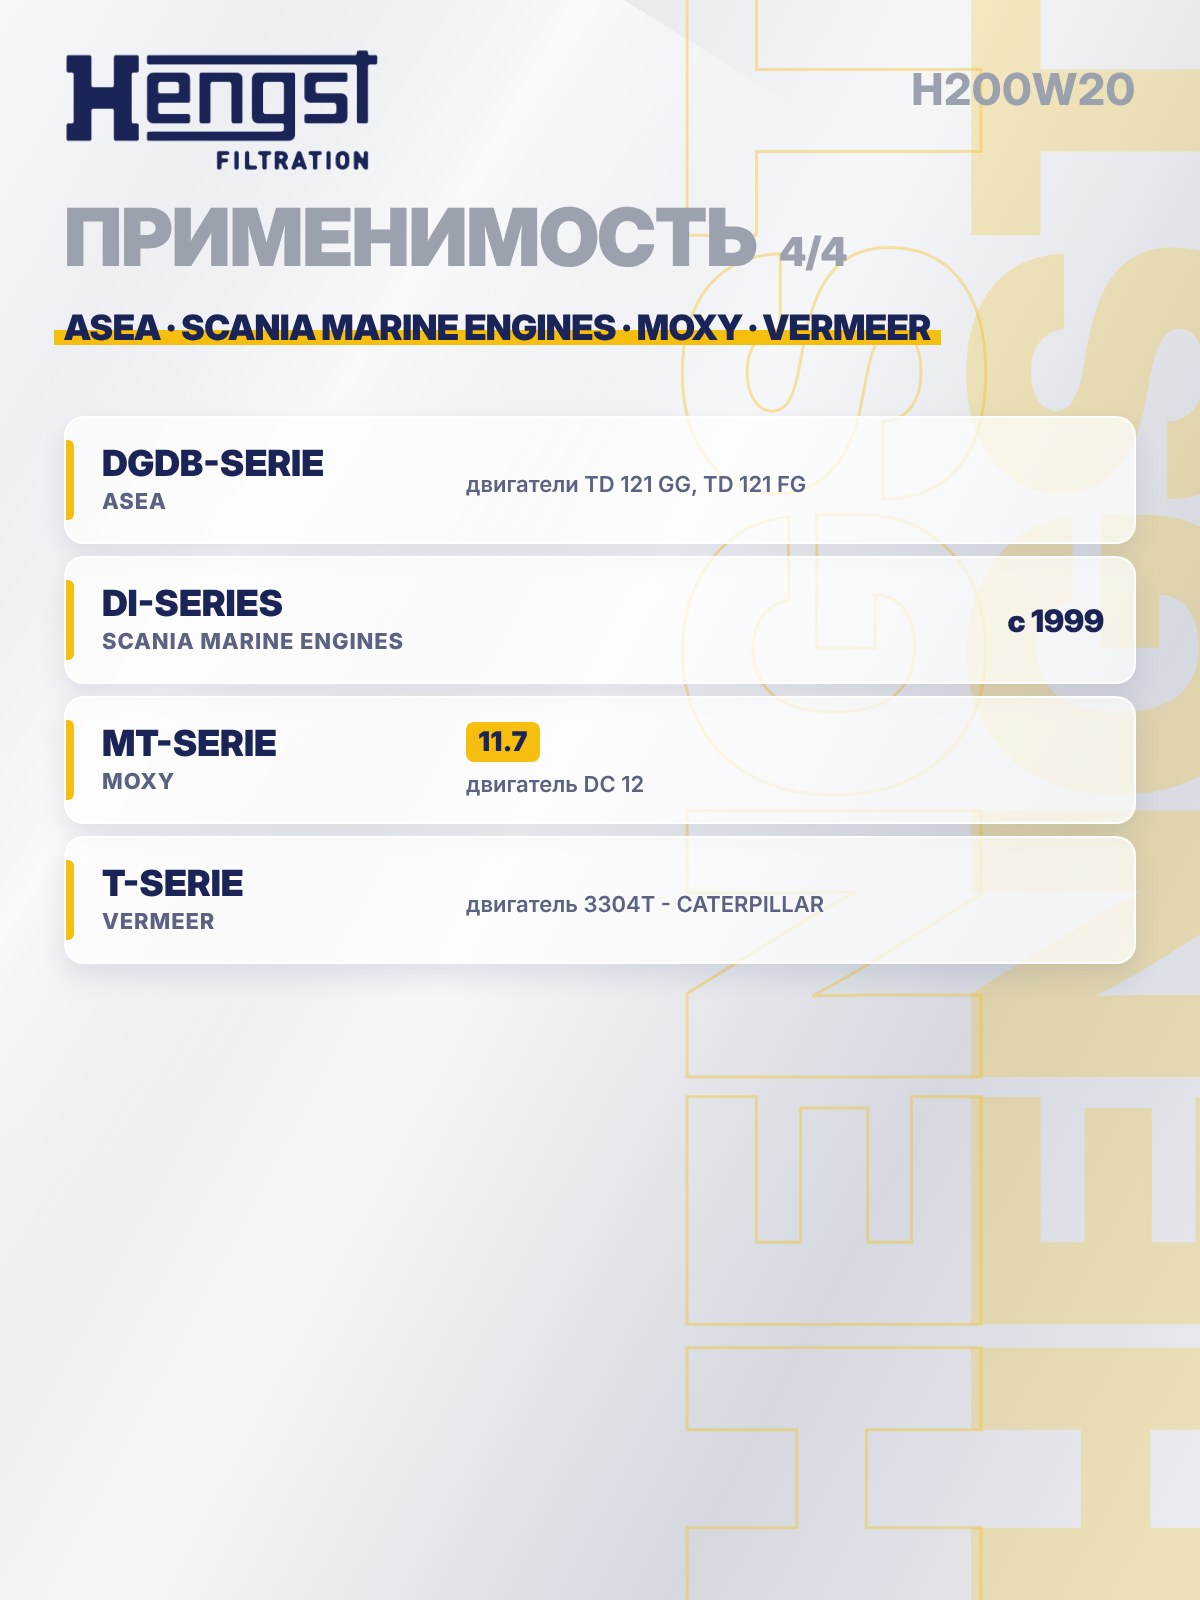 Hengst
FILTRATION
H200W20
ПРИМЕНИМОСТЬ 4/4
ASEA · SCANIA MARINE ENGINES · MOXY · VERMEER
DGDB-SERIE
ASEA
двигатели TD 121 GG, TD 121 FG
DI-SERIES
SCANIA MARINE ENGINES
с 1999
MT-SERIE
MOXY
11.7
двигатель DC 12
T-SERIE
VERMEER
двигатель 3304T - CATERPILLAR
HENGST
HENGST